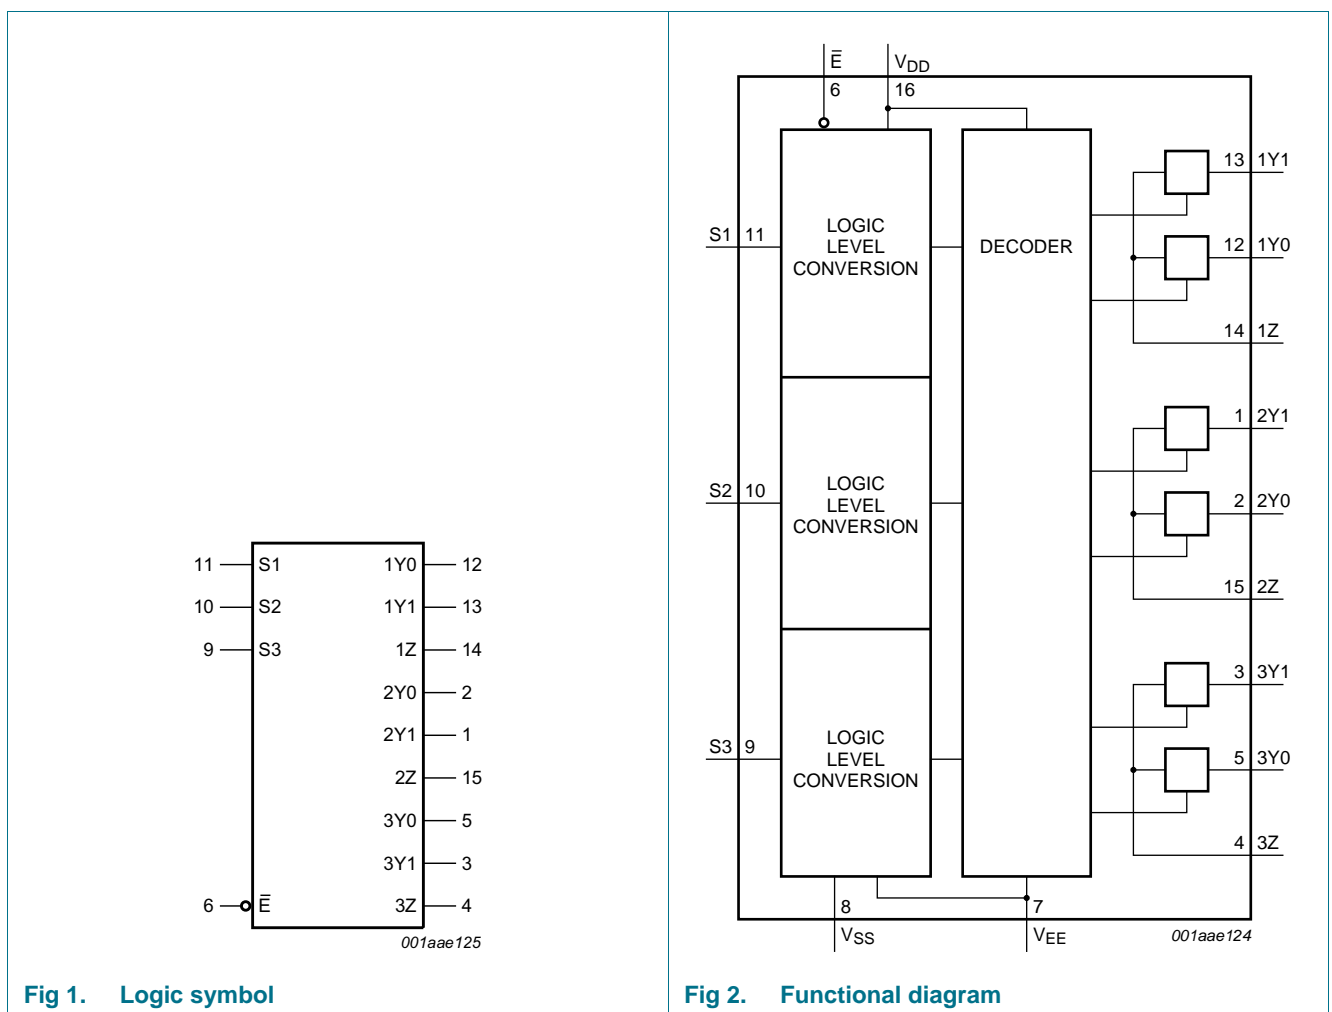 11 S1 1Y0 12
10 S2 1Y1 13
9 S3 1Z 14
2Y0 2
2Y1 1
2Z 15
3Y0 5
3Y1 3
6 E̅ 3Z 4
001aae125
Fig 1. Logic symbol
E̅ VDD
6 16
13 1Y1
S1 11 LOGIC LEVEL CONVERSION
DECODER
12 1Y0
14 1Z
1 2Y1
S2 10 LOGIC LEVEL CONVERSION
2 2Y0
15 2Z
3 3Y1
S3 9 LOGIC LEVEL CONVERSION
5 3Y0
4 3Z
8 7
VSS VEE
001aae124
Fig 2. Functional diagram